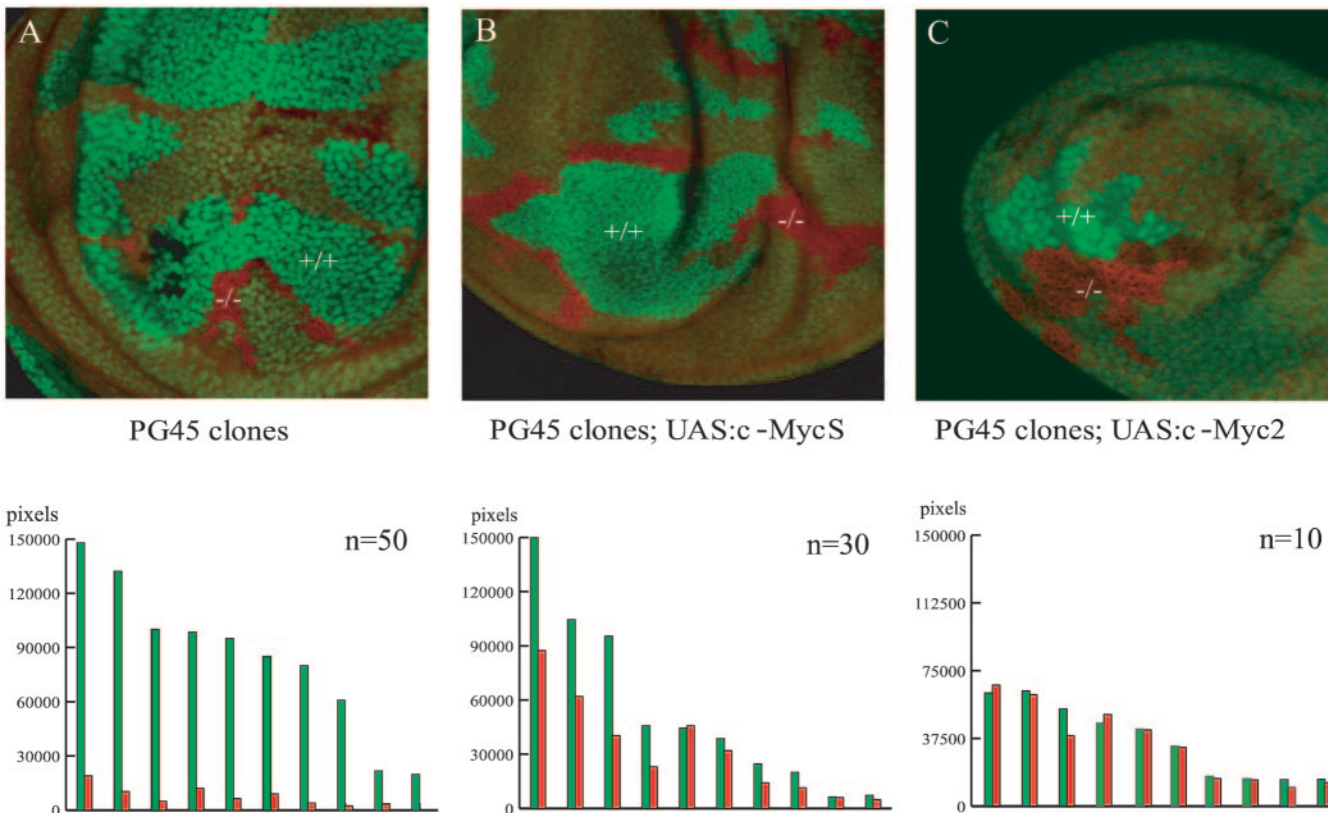 A
B
C
+/+
-/-
+/+
-/-
+/+
-/-
PG45 clones
PG45 clones; UAS:c-MycS
PG45 clones; UAS:c-Myc2
pixels
n=50
150000
120000
90000
60000
30000
0
pixels
n=30
150000
120000
90000
60000
30000
0
pixels
n=10
150000
112500
75000
37500
0